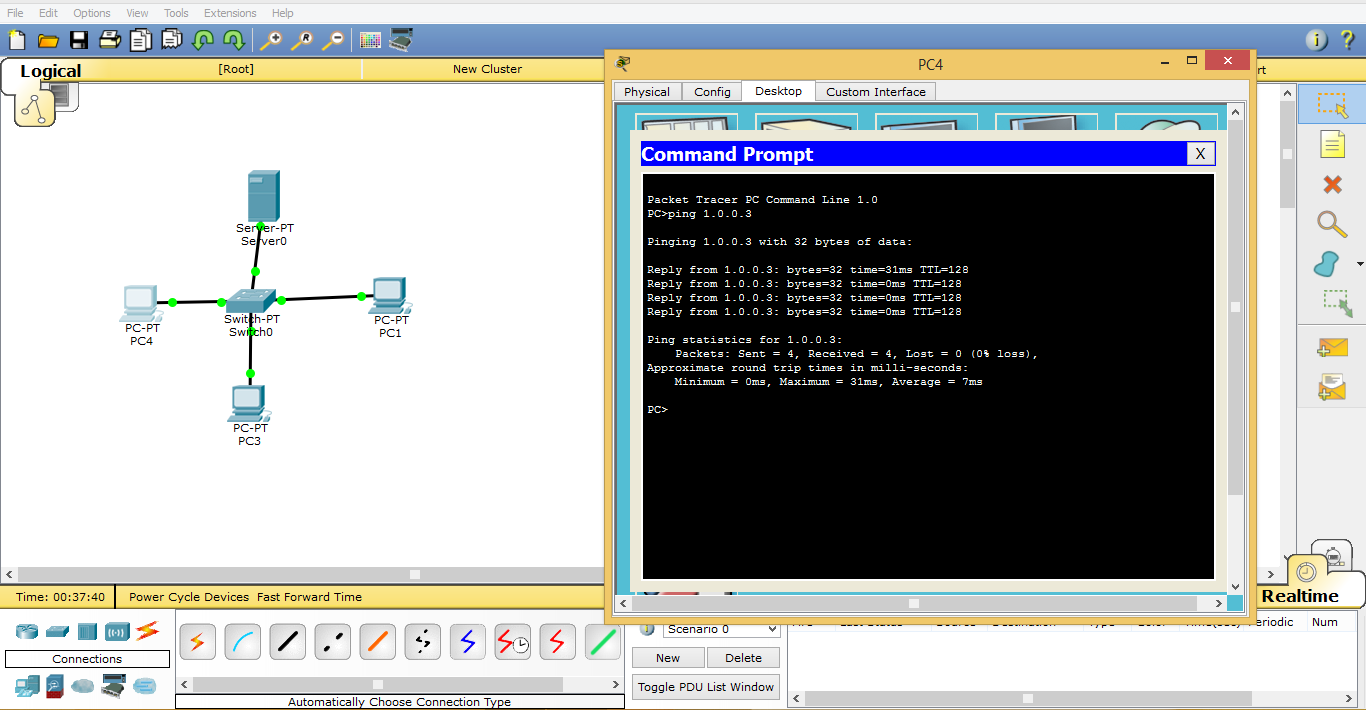 File Edit Options View Tools Extensions Help
Logical
[Root]
New Cluster
rt
Server-PT
Server0
PC-PT
PC4
Switch-PT
Switch0
PC-PT
PC1
PC-PT
PC3
PC4
X
Physical Config Desktop Custom Interface
Command Prompt
X
Packet Tracer PC Command Line 1.0
PC>ping 1.0.0.3
Pinging 1.0.0.3 with 32 bytes of data:
Reply from 1.0.0.3: bytes=32 time=31ms TTL=128
Reply from 1.0.0.3: bytes=32 time=0ms TTL=128
Reply from 1.0.0.3: bytes=32 time=0ms TTL=128
Reply from 1.0.0.3: bytes=32 time=0ms TTL=128
Ping statistics for 1.0.0.3:
Packets: Sent = 4, Received = 4, Lost = 0 (0% loss),
Approximate round trip times in milli-seconds:
Minimum = 0ms, Maximum = 31ms, Average = 7ms
PC>
Time: 00:37:40 Power Cycle Devices Fast Forward Time
Realtime
Connections
Automatically Choose Connection Type
Scenario 0
New Delete
Toggle PDU List Window
eriodic Num